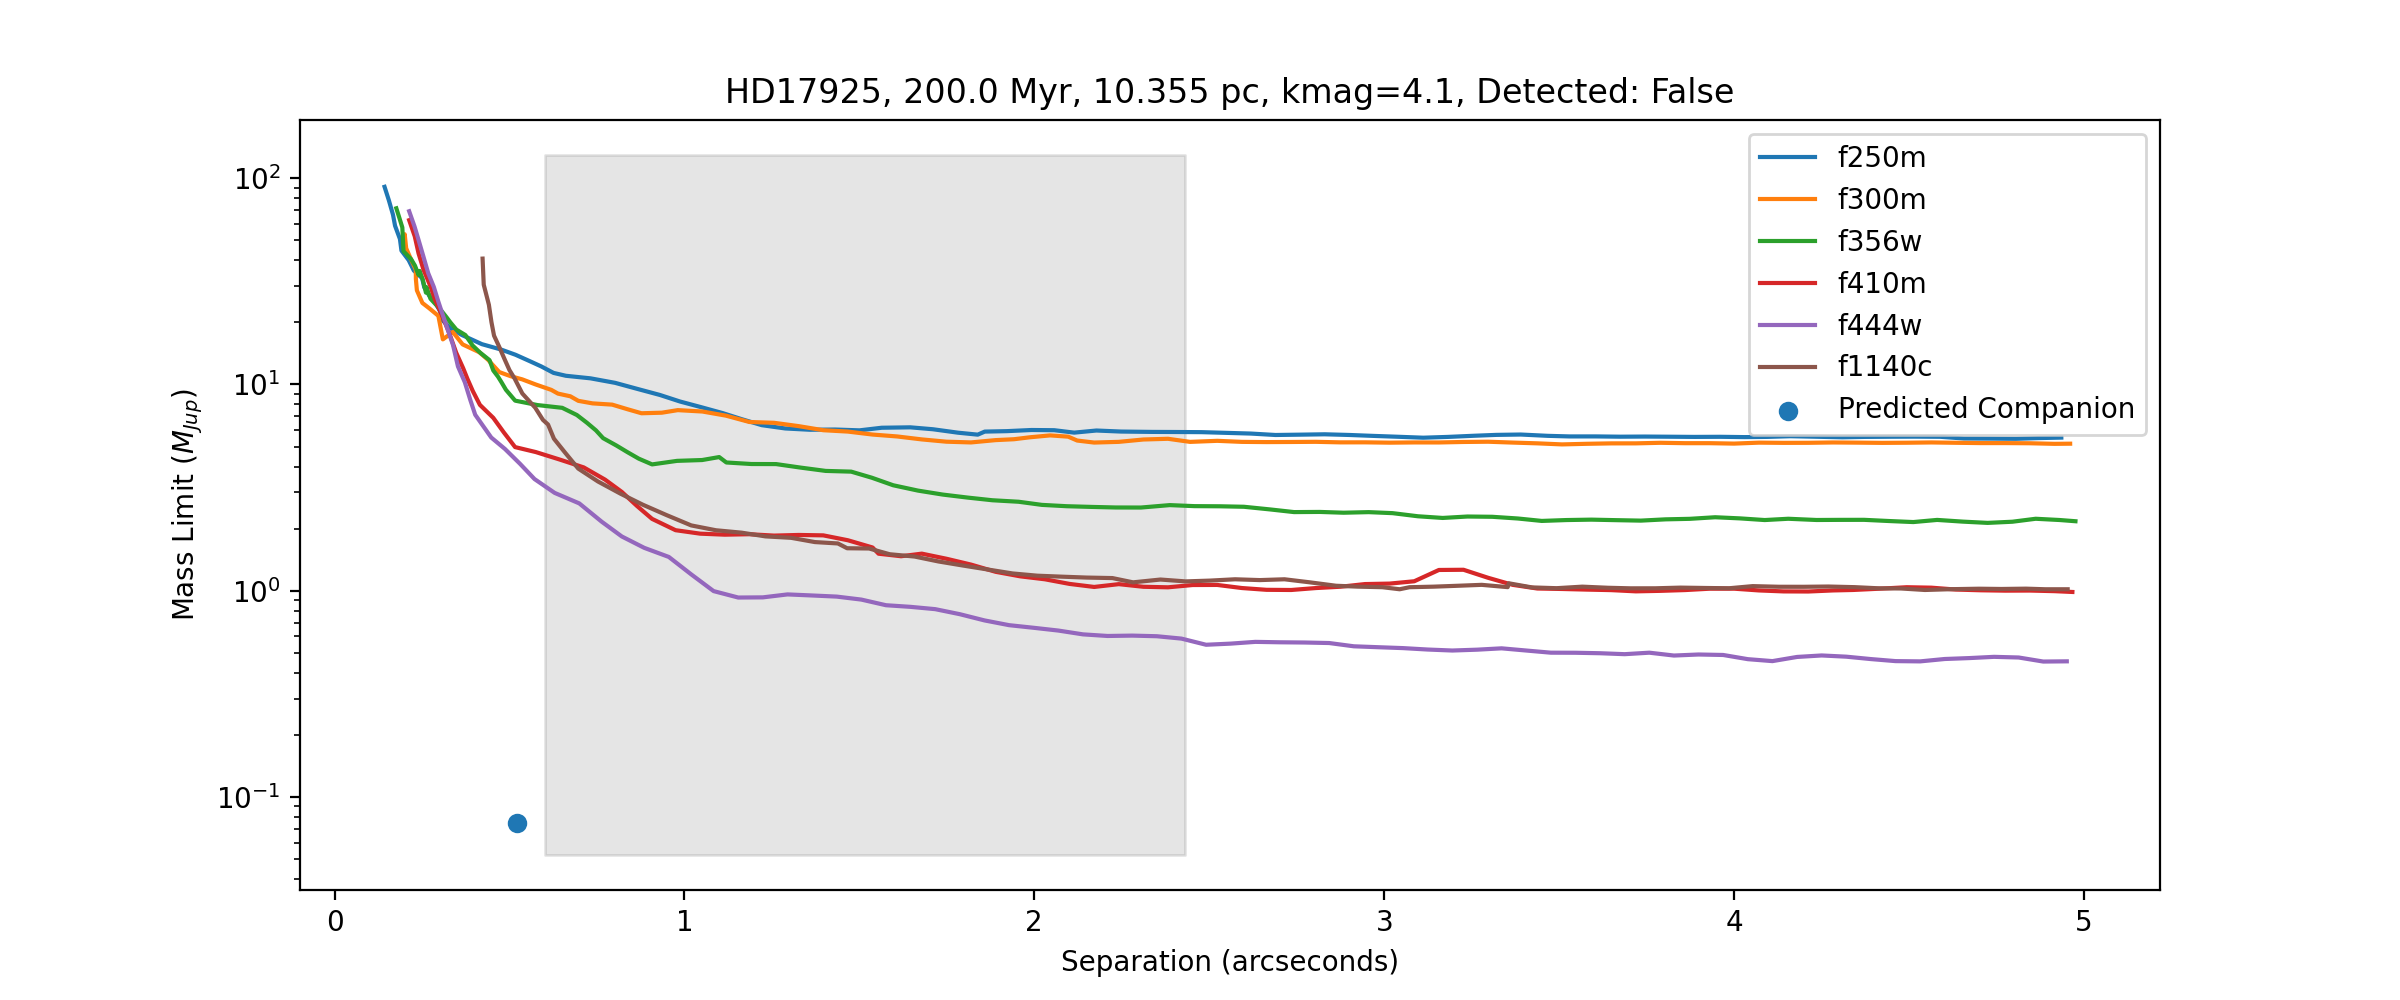 HD17925, 200.0 Myr, 10.355 pc, kmag=4.1, Detected: False
f250m
f300m
f356w
f410m
f444w
f1140c
Predicted Companion
10²
10¹
10⁰
10⁻¹
Mass Limit (M_Jup)
0 1 2 3 4 5
Separation (arcseconds)